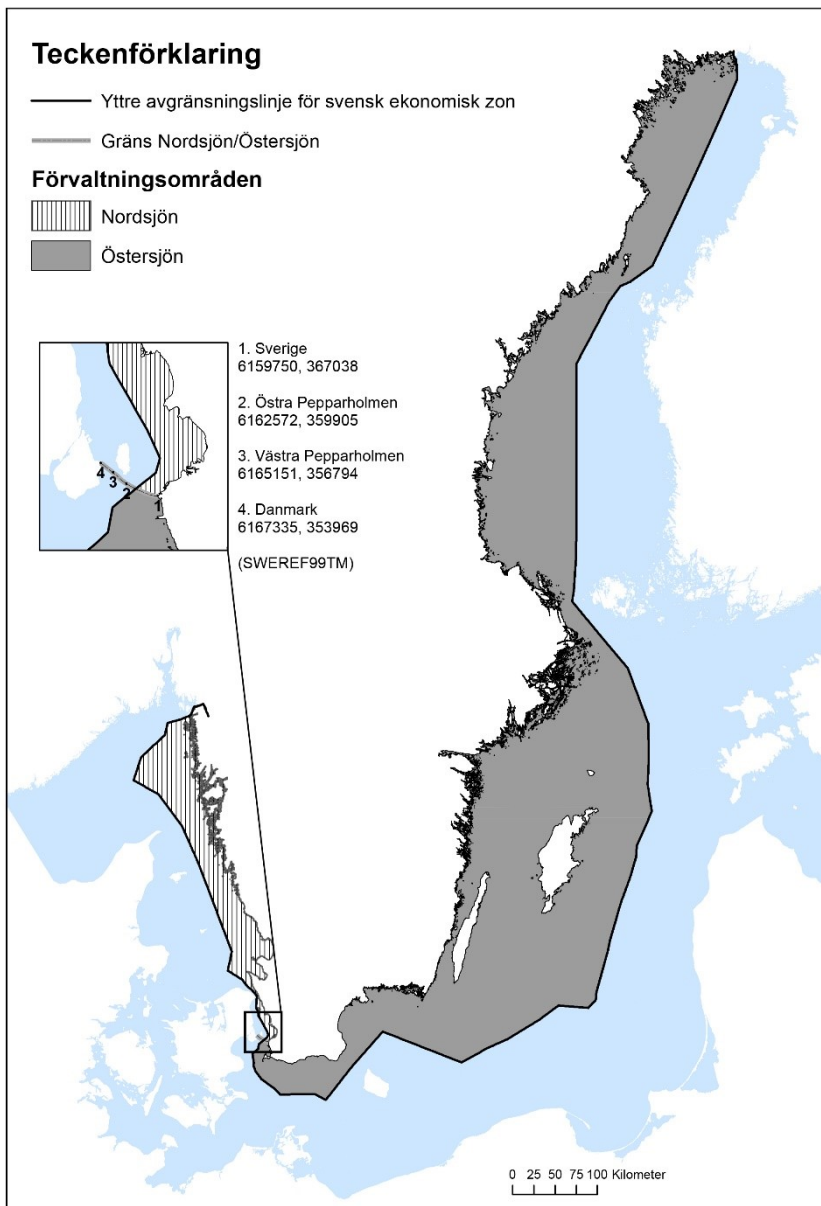 Teckenförklaring
Yttre avgränsningslinje för svensk ekonomisk zon
Gräns Nordsjön/Östersjön
Förvaltningsområden
Nordsjön
Östersjön
1. Sverige
6159750, 367038
2. Östra Pepparholmen
6162572, 359905
3. Västra Pepparholmen
6165151, 356794
4. Danmark
6167335, 353969
(SWEREF99TM)
4
3
2
1
0 25 50 75 100 Kilometer